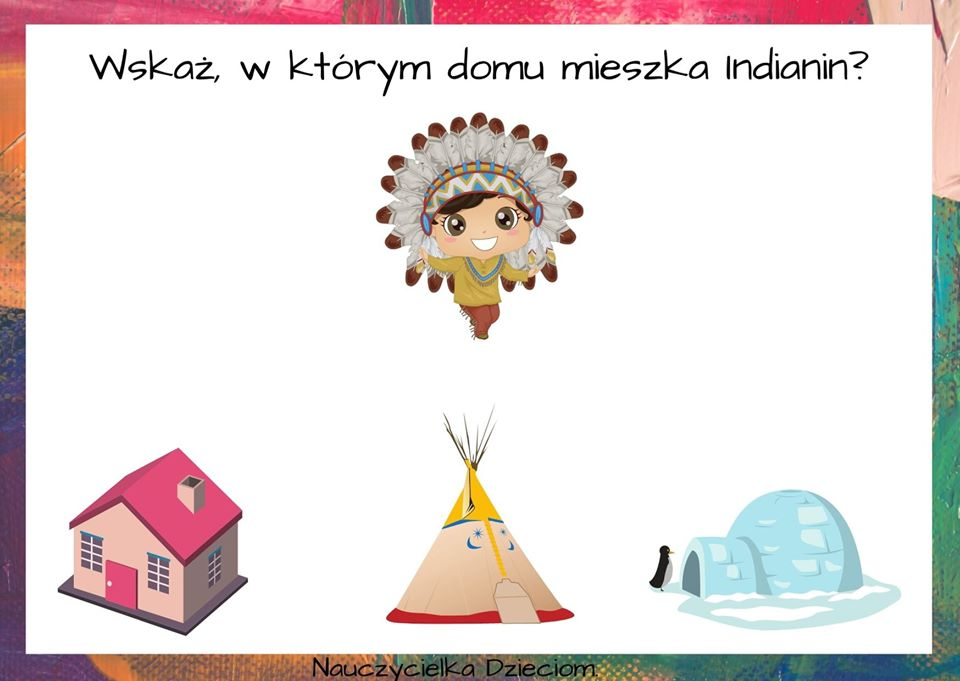 Wskaż, w którym domu mieszka Indianin?
Nauczycielka Dzieciom.